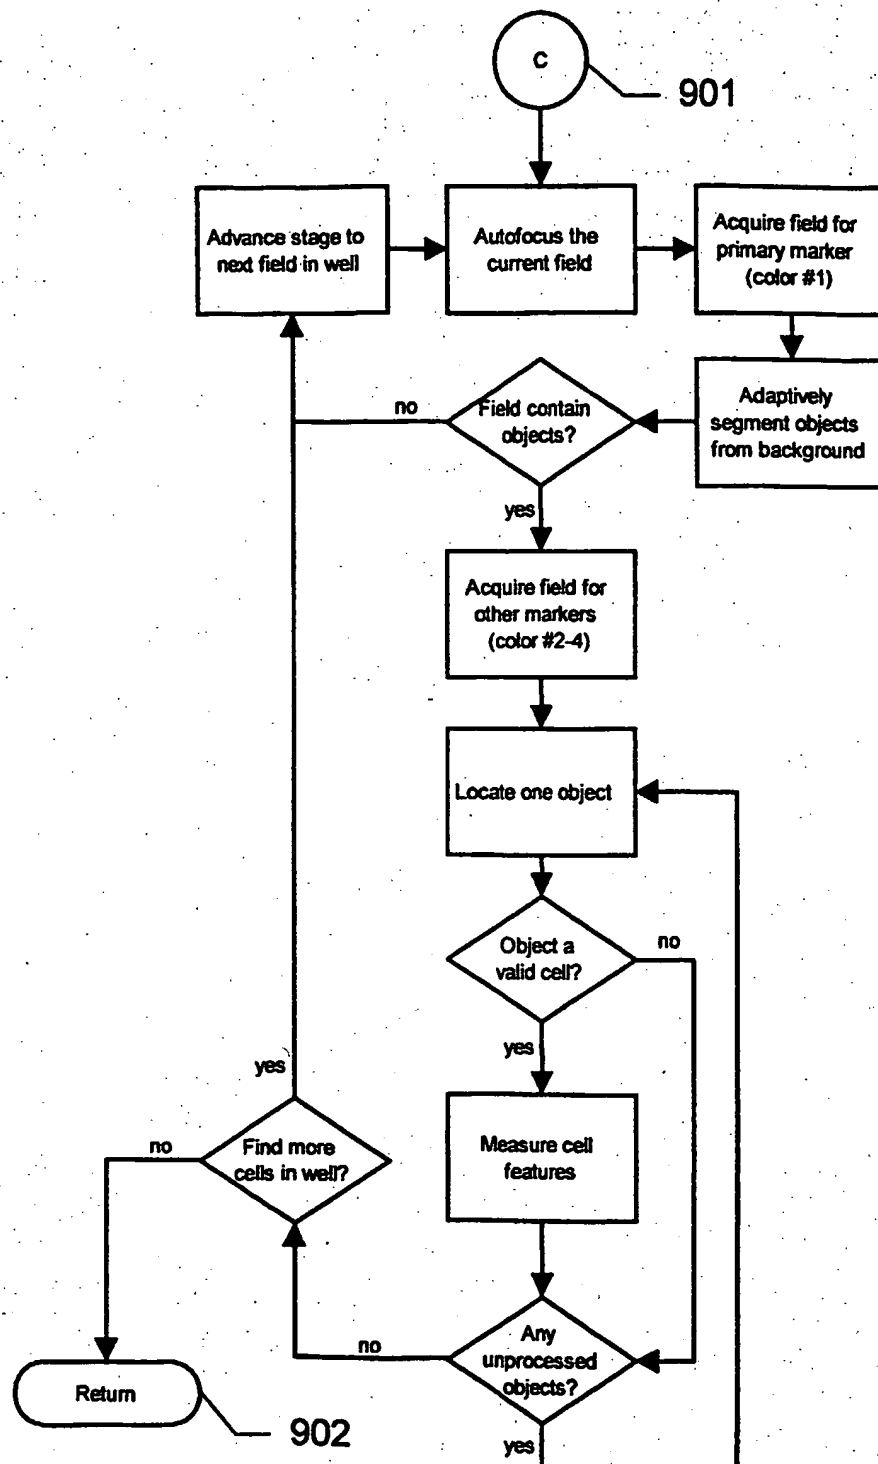 C
901
Advance stage to
next field in well
Autofocus the
current field
Acquire field for
primary marker
(color #1)
Adaptively
segment objects
from background
Field contain
objects?
no
yes
Acquire field for
other markers
(color #2-4)
Locate one object
Object a
valid cell?
no
yes
Measure cell
features
yes
Find more
cells in well?
no
Any
unprocessed
objects?
no
yes
Return
902